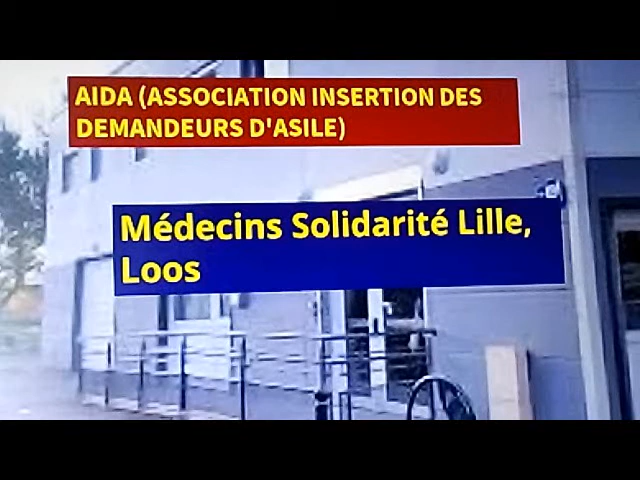 AIDA (ASSOCIATION INSERTION DES
DEMANDEURS D'ASILE)
Médecins Solidarité Lille,
Loos